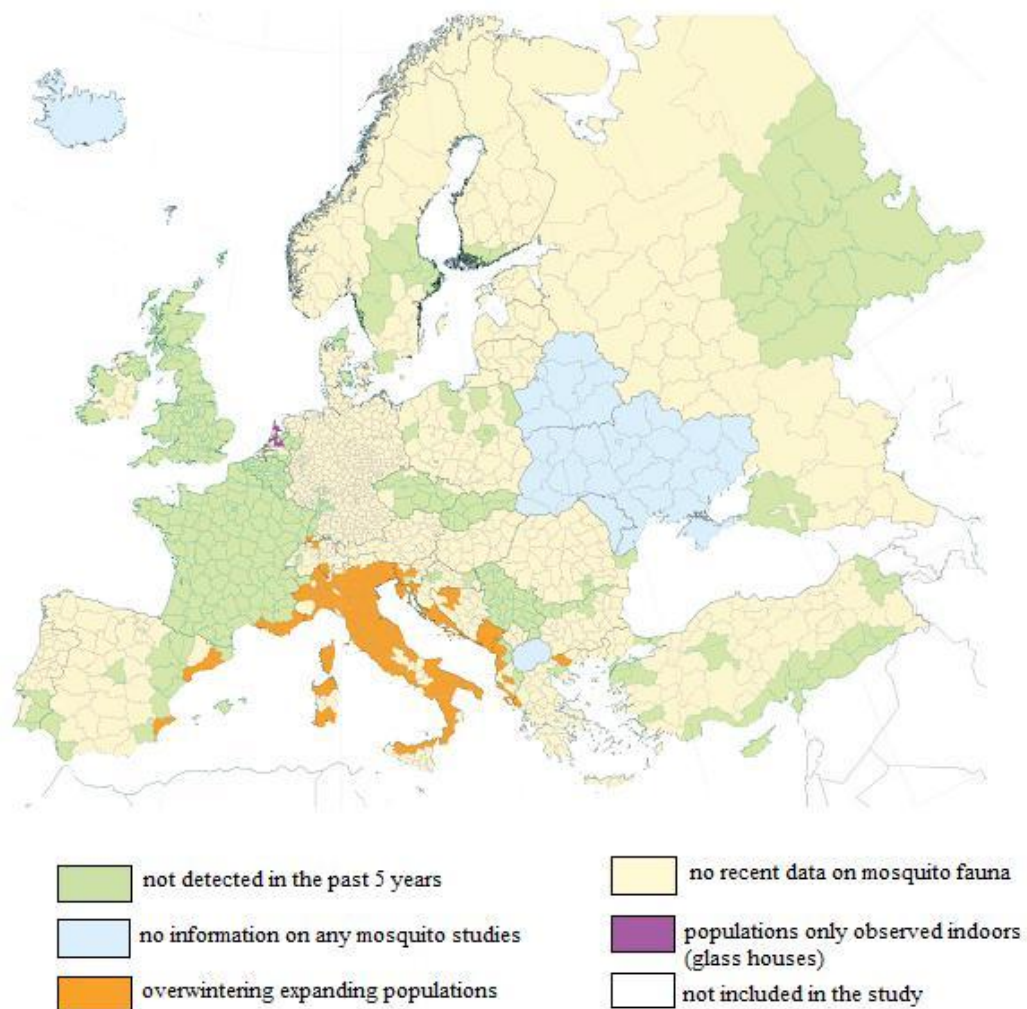 not detected in the past 5 years
no information on any mosquito studies
overwintering expanding populations
no recent data on mosquito fauna
populations only observed indoors
(glass houses)
not included in the study